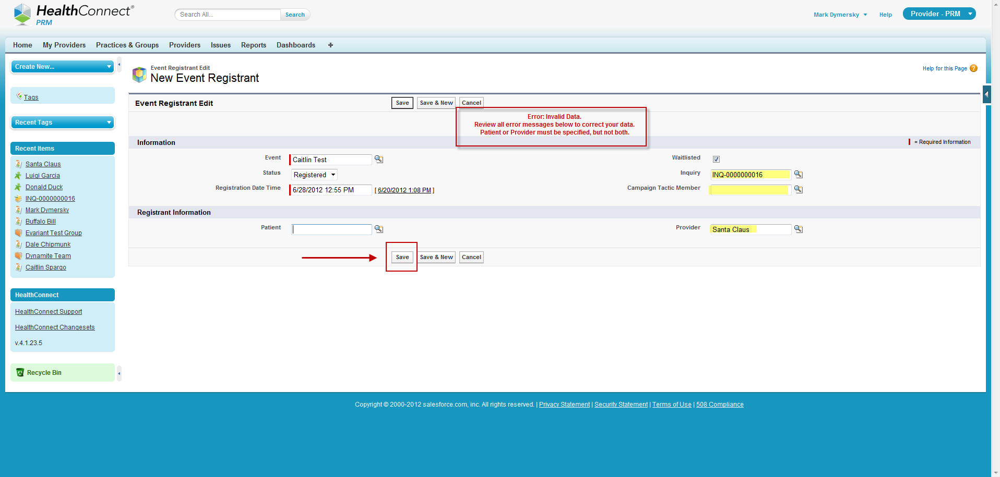 HealthConnect®
PRM
Search All...
Search
Mark Dymersky
Help
Provider - PRM
Home
My Providers
Practices & Groups
Providers
Issues
Reports
Dashboards
+
Create New...
Tags
Recent Tags
Recent Items
Santa Claus
Luigi Garcia
Donald Duck
INQ-0000000016
Mark Dymersky
Buffalo Bill
Evariant Test Group
Dale Chipmunk
Dynamite Team
Caitlin Spargo
HealthConnect
HealthConnect Support
HealthConnect Changesets
v.4.1.23.5
Recycle Bin
Event Registrant Edit
New Event Registrant
Help for this Page ?
Event Registrant Edit
Save
Save & New
Cancel
Error: Invalid Data.
Review all error messages below to correct your data.
Patient or Provider must be specified, but not both.
Information
= Required Information
Event
Caitlin Test
Waitlisted
Status
Registered
Inquiry
INQ-0000000016
Registration Date Time
6/28/2012 12:55 PM
[ 6/20/2012 1:08 PM ]
Campaign Tactic Member
Registrant Information
Patient
Provider
Santa Claus
Save
Save & New
Cancel
Copyright © 2000-2012 salesforce.com, inc. All rights reserved. | Privacy Statement | Security Statement | Terms of Use | 508 Compliance